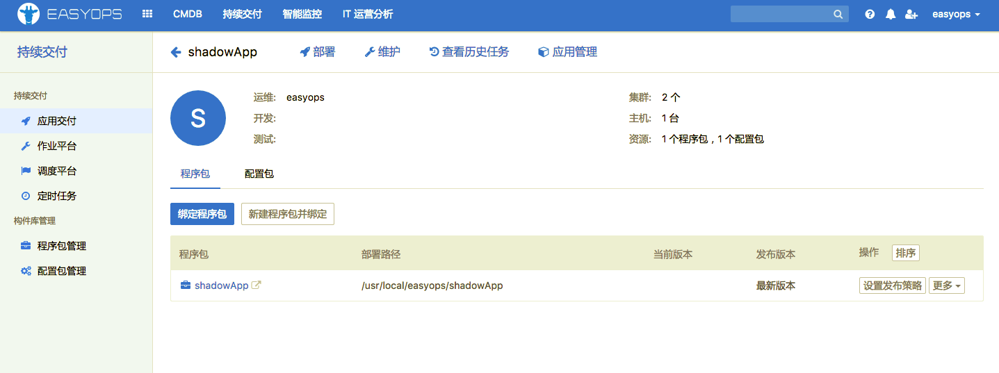 EASYOPS CMDB 持续交付 智能监控 IT 运营分析 easyops
持续交付
shadowApp 部署 维护 查看历史任务 应用管理
持续交付
应用交付
作业平台
调度平台
定时任务
构件库管理
程序包管理
配置包管理
S
运维: easyops
开发:
测试:
集群: 2 个
主机: 1 台
资源: 1 个程序包，1 个配置包
程序包 配置包
绑定程序包 新建程序包并绑定
程序包 部署路径 当前版本 发布版本 操作 排序
shadowApp /usr/local/easyops/shadowApp 最新版本 设置发布策略 更多